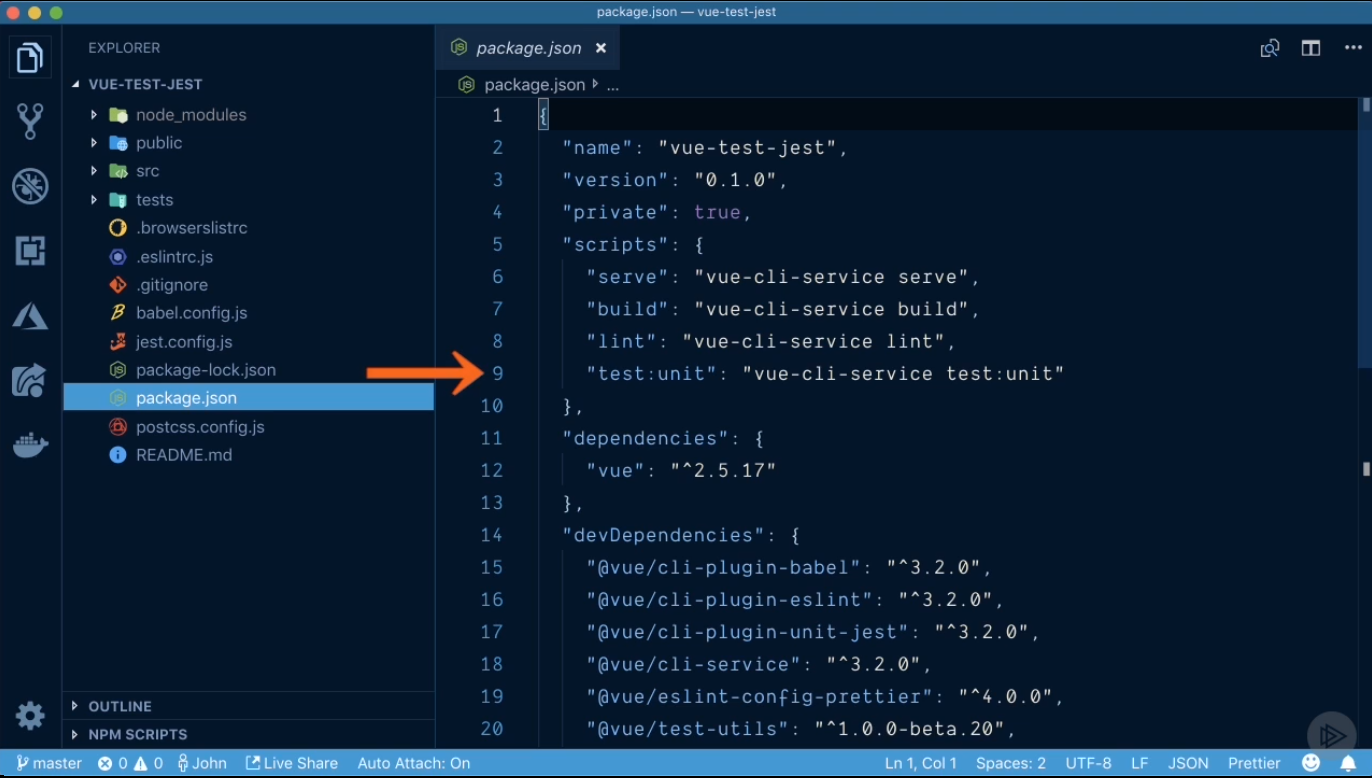 package.json — vue-test-jest
EXPLORER
VUE-TEST-JEST
node_modules
public
src
tests
.browserslistrc
.eslintrc.js
.gitignore
babel.config.js
jest.config.js
package-lock.json
package.json
postcss.config.js
README.md
OUTLINE
NPM SCRIPTS
package.json
package.json ...
1 {
2 "name": "vue-test-jest",
3 "version": "0.1.0",
4 "private": true,
5 "scripts": {
6 "serve": "vue-cli-service serve",
7 "build": "vue-cli-service build",
8 "lint": "vue-cli-service lint",
9 "test:unit": "vue-cli-service test:unit"
10 },
11 "dependencies": {
12 "vue": "^2.5.17"
13 },
14 "devDependencies": {
15 "@vue/cli-plugin-babel": "^3.2.0",
16 "@vue/cli-plugin-eslint": "^3.2.0",
17 "@vue/cli-plugin-unit-jest": "^3.2.0",
18 "@vue/cli-service": "^3.2.0",
19 "@vue/eslint-config-prettier": "^4.0.0",
20 "@vue/test-utils": "^1.0.0-beta.20",
master 0 0 John Live Share Auto Attach: On Ln 1, Col 1 Spaces: 2 UTF-8 LF JSON Prettier